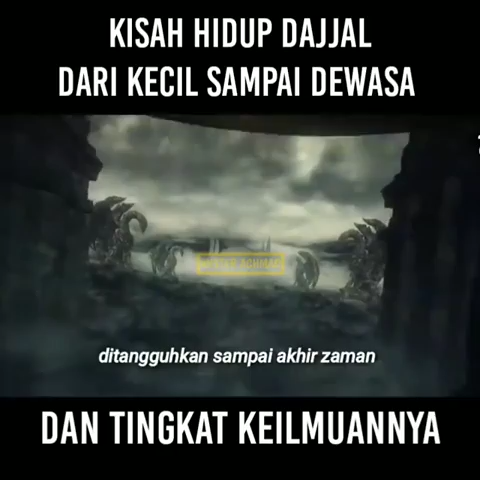 KISAH HIDUP DAJJAL
DARI KECIL SAMPAI DEWASA
ditangguhkan sampai akhir zaman
DAN TINGKAT KEILMUANNYA